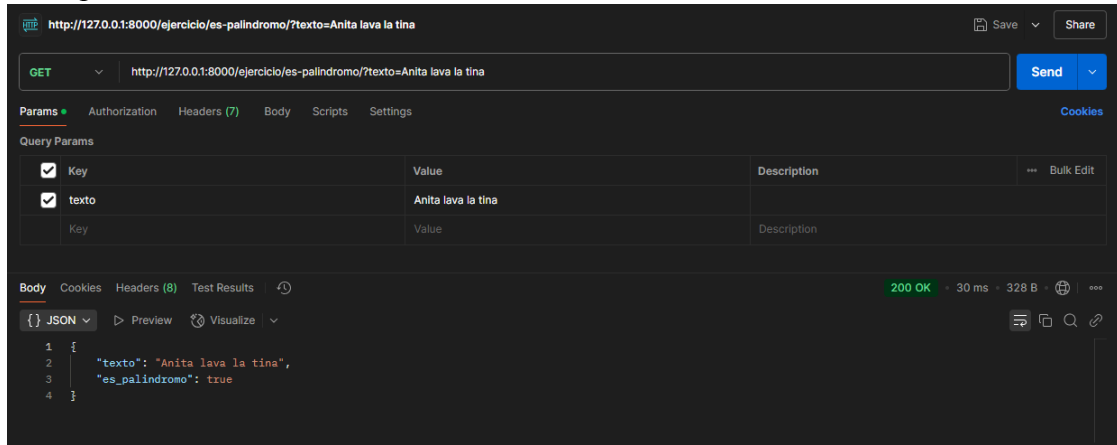 HTTP http://127.0.0.1:8000/ejercicio/es-palindromo/?texto=Anita lava la tina Save Share
GET http://127.0.0.1:8000/ejercicio/es-palindromo/?texto=Anita lava la tina Send
Params Authorization Headers (7) Body Scripts Settings Cookies
Query Params
Key Value Description ••• Bulk Edit
texto Anita lava la tina
Key Value Description
Body Cookies Headers (8) Test Results 200 OK • 30 ms • 328 B •
{} JSON Preview Visualize
1 {
2 "texto": "Anita lava la tina",
3 "es_palindromo": true
4 }